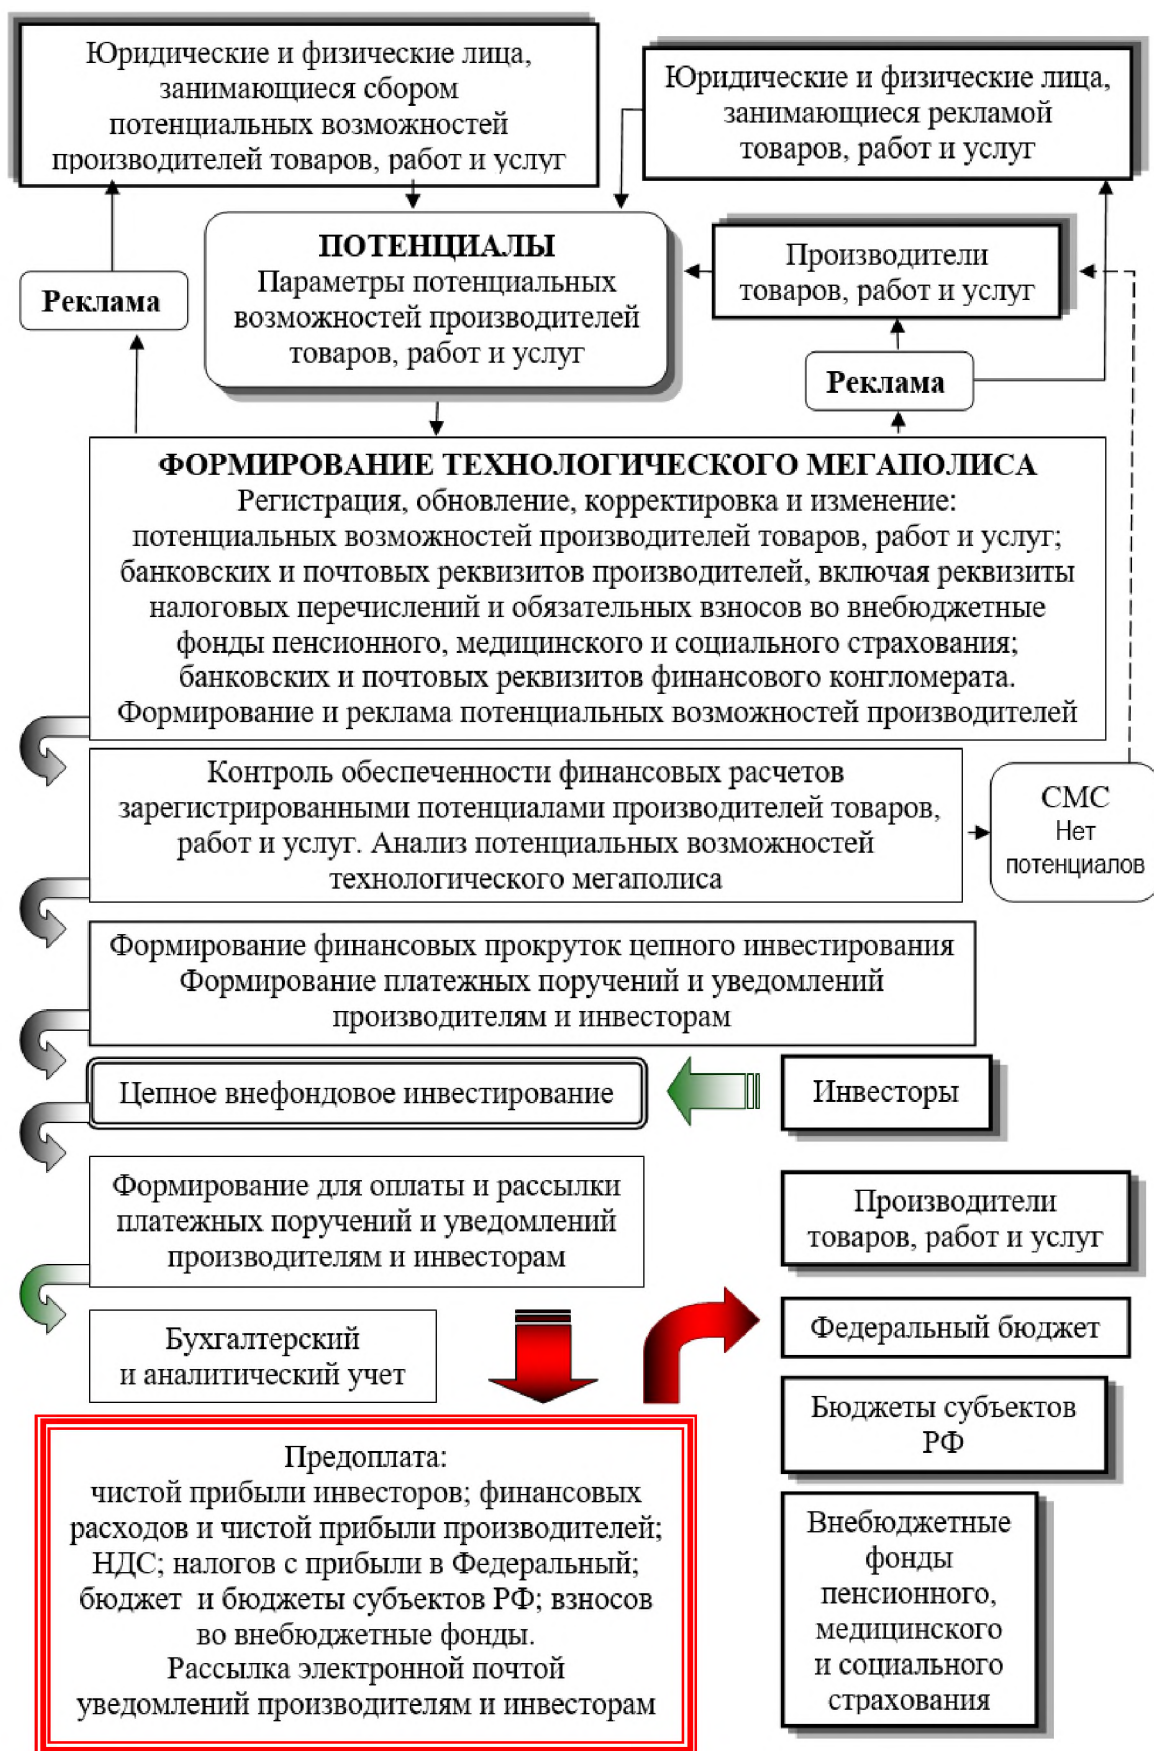 Юридические и физические лица,
занимающиеся сбором
потенциальных возможностей
производителей товаров, работ и услуг
Юридические и физические лица,
занимающиеся рекламой
товаров, работ и услуг
ПОТЕНЦИАЛЫ
Параметры потенциальных
возможностей производителей
товаров, работ и услуг
Производители
товаров, работ и услуг
Реклама
Реклама
ФОРМИРОВАНИЕ ТЕХНОЛОГИЧЕСКОГО МЕГАПОЛИСА
Регистрация, обновление, корректировка и изменение:
потенциальных возможностей производителей товаров, работ и услуг;
банковских и почтовых реквизитов производителей, включая реквизиты
налоговых перечислений и обязательных взносов во внебюджетные
фонды пенсионного, медицинского и социального страхования;
банковских и почтовых реквизитов финансового конгломерата.
Формирование и реклама потенциальных возможностей производителей
Контроль обеспеченности финансовых расчетов
зарегистрированными потенциалами производителей товаров,
работ и услуг. Анализ потенциальных возможностей
технологического мегаполиса
СМС
Нет
потенциалов
Формирование финансовых прокруток цепного инвестирования
Формирование платежных поручений и уведомлений
производителям и инвесторам
Цепное внефондовое инвестирование
Инвесторы
Формирование для оплаты и рассылки
платежных поручений и уведомлений
производителям и инвесторам
Производители
товаров, работ и услуг
Бухгалтерский
и аналитический учет
Федеральный бюджет
Бюджеты субъектов
РФ
Предоплата:
чистой прибыли инвесторов; финансовых
расходов и чистой прибыли производителей;
НДС; налогов с прибыли в Федеральный;
бюджет и бюджеты субъектов РФ; взносов
во внебюджетные фонды.
Рассылка электронной почтой
уведомлений производителям и инвесторам
Внебюджетные
фонды
пенсионного,
медицинского
и социального
страхования